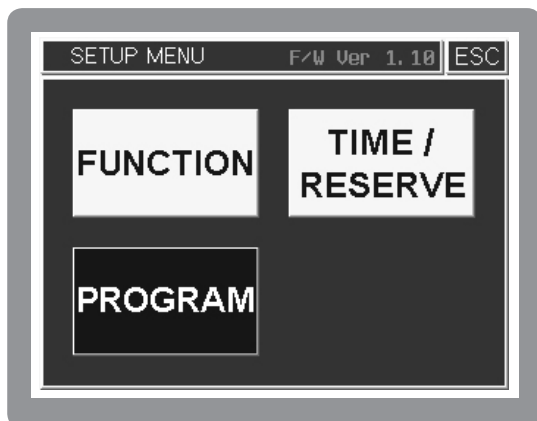 SETUP MENU F/W Ver 1.10 ESC
FUNCTION
TIME /
RESERVE
PROGRAM